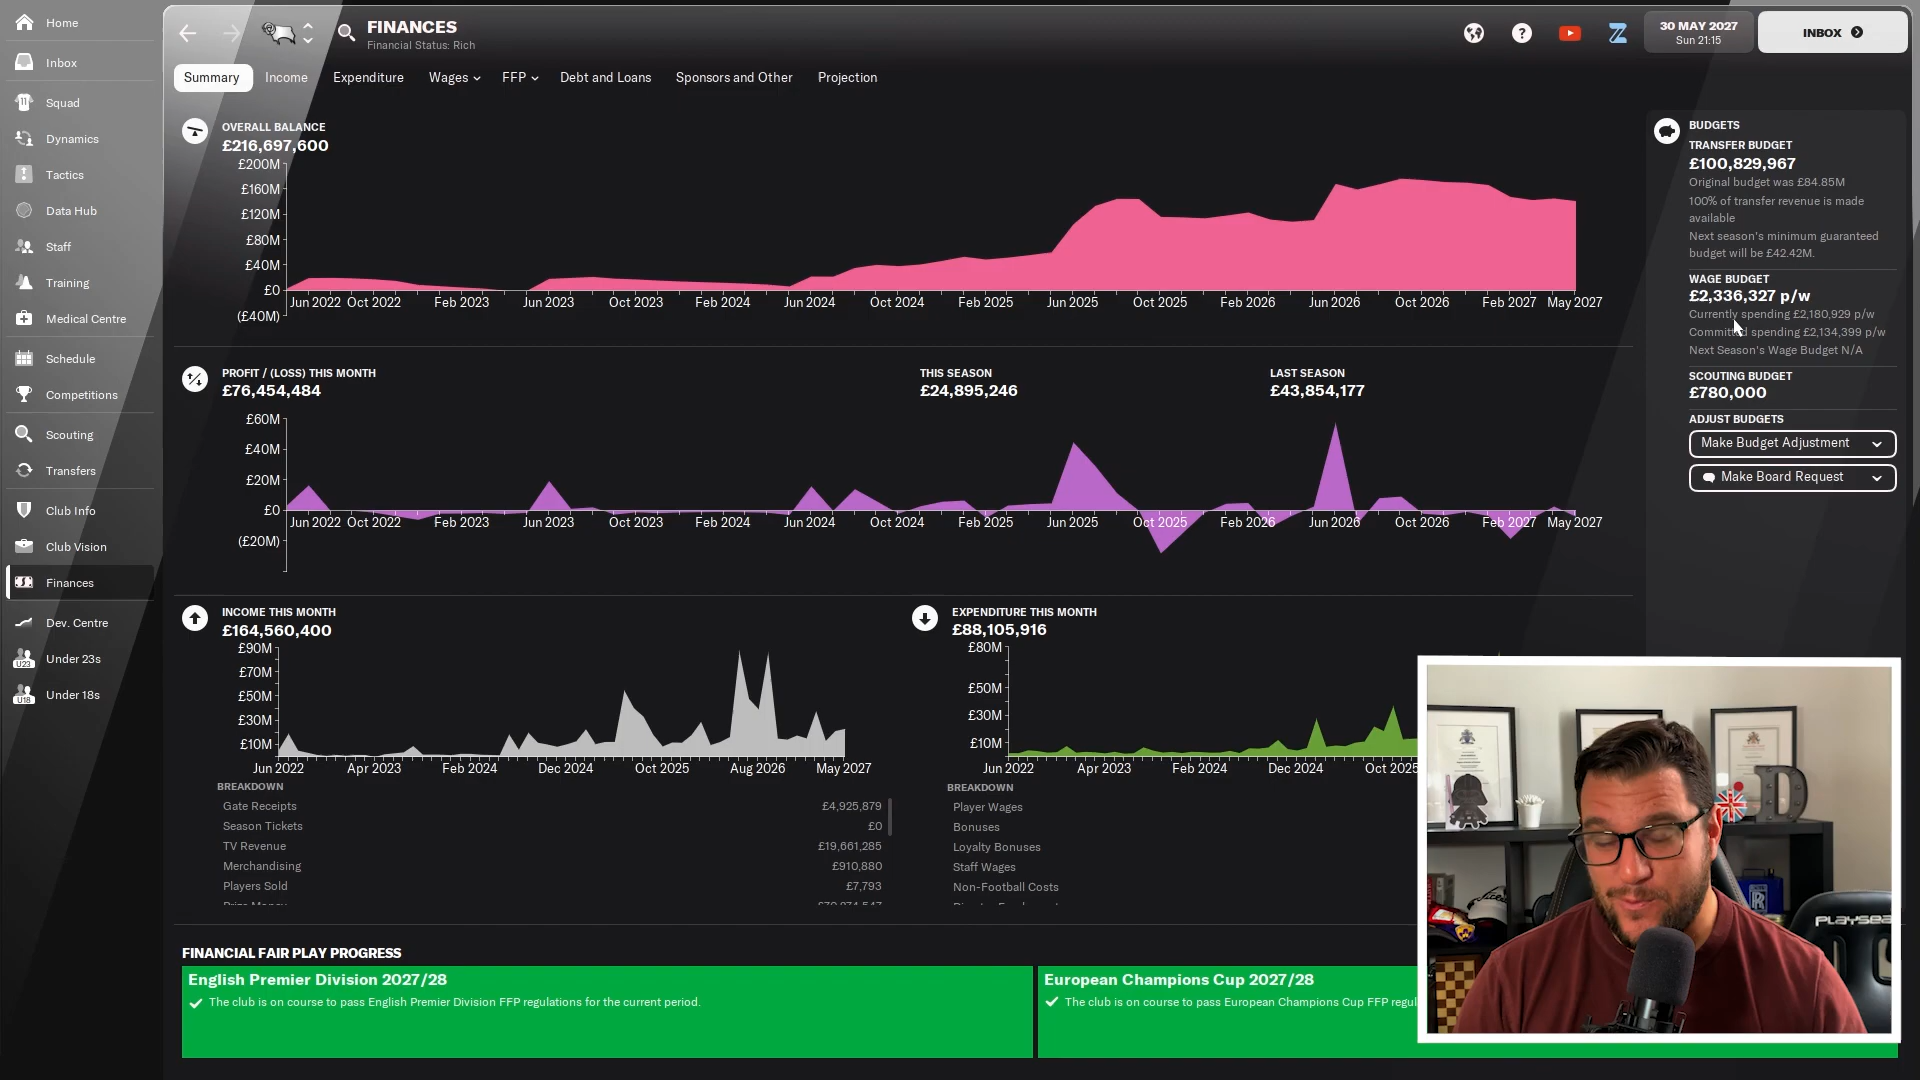 Home
Inbox
Squad
Dynamics
Tactics
Data Hub
Staff
Training
Medical Centre
Schedule
Competitions
Scouting
Transfers
Club Info
Club Vision
Finances
Dev. Centre
Under 23s
Under 18s
FINANCES
Financial Status: Rich
30 MAY 2027
Sun 21:15
INBOX
Summary Income Expenditure Wages FFP Debt and Loans Sponsors and Other Projection
OVERALL BALANCE
£216,697,600
£200M
£160M
£120M
£80M
£40M
£0
(£40M)
Jun 2022 Oct 2022 Feb 2023 Jun 2023 Oct 2023 Feb 2024 Jun 2024 Oct 2024 Feb 2025 Jun 2025 Oct 2025 Feb 2026 Jun 2026 Oct 2026 Feb 2027 May 2027
PROFIT / (LOSS) THIS MONTH
£76,454,484
THIS SEASON
£24,895,246
LAST SEASON
£43,854,177
£60M
£40M
£20M
£0
(£20M)
Jun 2022 Oct 2022 Feb 2023 Jun 2023 Oct 2023 Feb 2024 Jun 2024 Oct 2024 Feb 2025 Jun 2025 Oct 2025 Feb 2026 Jun 2026 Oct 2026 Feb 2027 May 2027
INCOME THIS MONTH
£164,560,400
£90M
£70M
£50M
£30M
£10M
Jun 2022 Apr 2023 Feb 2024 Dec 2024 Oct 2025 Aug 2026 May 2027
BREAKDOWN
Gate Receipts £4,925,879
Season Tickets £0
TV Revenue £19,661,285
Merchandising £910,880
Players Sold £7,793
EXPENDITURE THIS MONTH
£88,105,916
£80M
£50M
£30M
£10M
Jun 2022 Apr 2023 Feb 2024 Dec 2024 Oct 2025
BREAKDOWN
Player Wages
Bonuses
Loyalty Bonuses
Staff Wages
Non-Football Costs
FINANCIAL FAIR PLAY PROGRESS
English Premier Division 2027/28
The club is on course to pass English Premier Division FFP regulations for the current period.
European Champions Cup 2027/28
The club is on course to pass European Champions Cup FFP regul
BUDGETS
TRANSFER BUDGET
£100,829,967
Original budget was £84.85M
100% of transfer revenue is made
available
Next season's minimum guaranteed
budget will be £42.42M.
WAGE BUDGET
£2,336,327 p/w
Currently spending £2,180,929 p/w
Committed spending £2,134,399 p/w
Next Season's Wage Budget N/A
SCOUTING BUDGET
£780,000
ADJUST BUDGETS
Make Budget Adjustment
Make Board Request
D
PLAYSEA